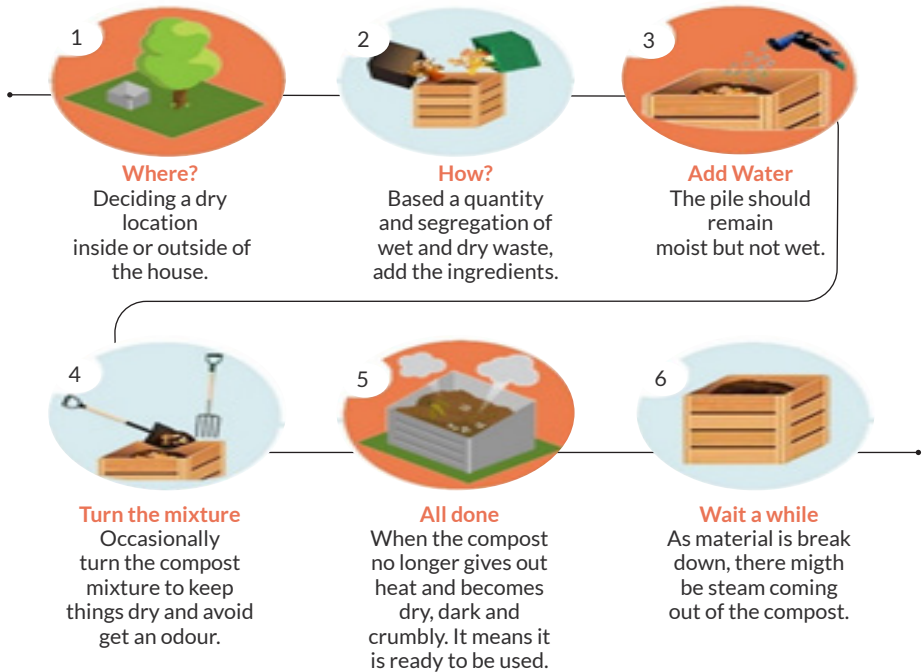 1
Where?
Deciding a dry
location
inside or outside of
the house.
2
How?
Based a quantity
and segregation of
wet and dry waste,
add the ingredients.
3
Add Water
The pile should
remain
moist but not wet.
4
Turn the mixture
Occasionally
turn the compost
mixture to keep
things dry and avoid
get an odour.
5
All done
When the compost
no longer gives out
heat and becomes
dry, dark and
crumbly. It means it
is ready to be used.
6
Wait a while
As material is break
down, there migth
be steam coming
out of the compost.